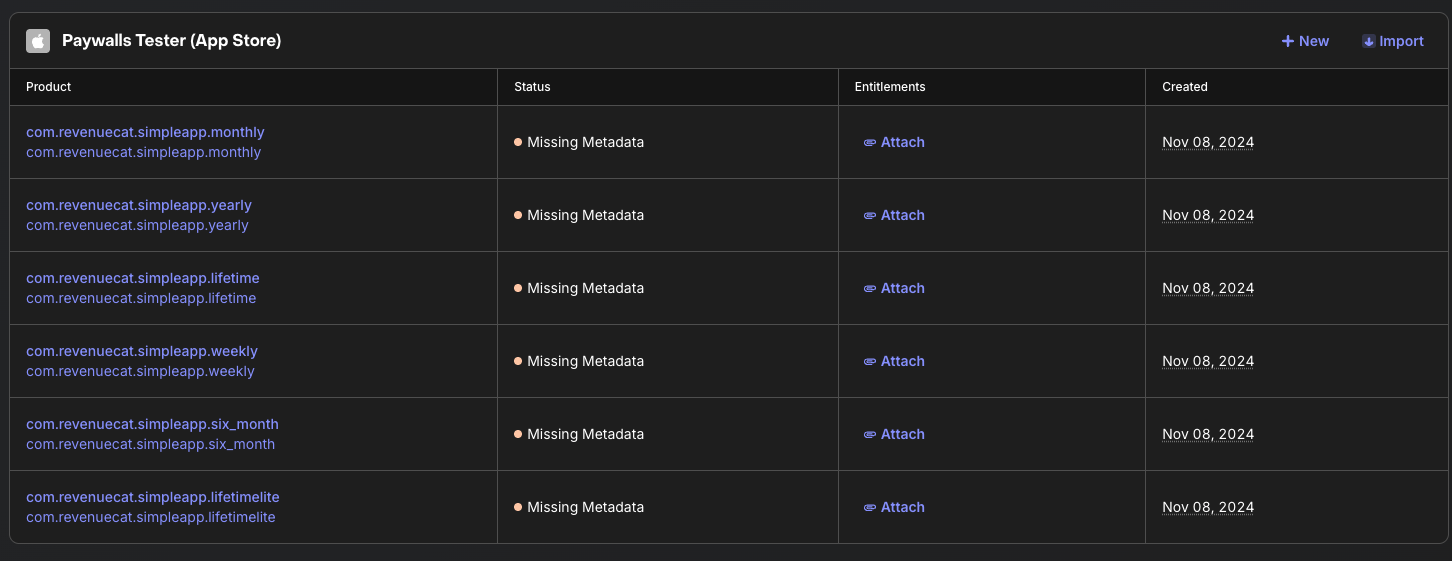 Paywalls Tester (App Store)
New
Import
Product
Status
Entitlements
Created
com.revenuecat.simpleapp.monthly
com.revenuecat.simpleapp.monthly
Missing Metadata
Attach
Nov 08, 2024
com.revenuecat.simpleapp.yearly
com.revenuecat.simpleapp.yearly
Missing Metadata
Attach
Nov 08, 2024
com.revenuecat.simpleapp.lifetime
com.revenuecat.simpleapp.lifetime
Missing Metadata
Attach
Nov 08, 2024
com.revenuecat.simpleapp.weekly
com.revenuecat.simpleapp.weekly
Missing Metadata
Attach
Nov 08, 2024
com.revenuecat.simpleapp.six_month
com.revenuecat.simpleapp.six_month
Missing Metadata
Attach
Nov 08, 2024
com.revenuecat.simpleapp.lifetimelite
com.revenuecat.simpleapp.lifetimelite
Missing Metadata
Attach
Nov 08, 2024